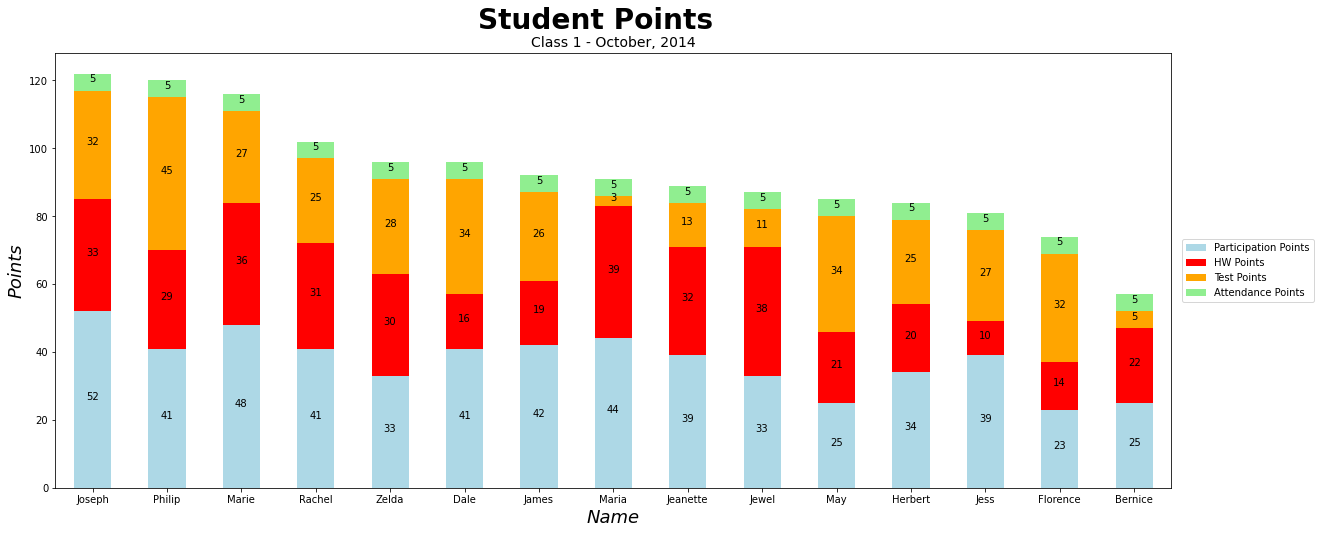 Student Points
Class 1 - October, 2014
Points
120
100
80
60
40
20
0
5 5 5 5 5 5 5 5 5 5 5 5 5 5 5
32 45 27 25 28 34 26 3 13 11 34 25 27 32 5
33 29 36 31 30 16 19 39 32 38 21 20 10 14 22
52 41 48 41 33 41 42 44 39 33 25 34 39 23 25
Joseph Philip Marie Rachel Zelda Dale James Maria Jeanette Jewel May Herbert Jess Florence Bernice
Name
Participation Points
HW Points
Test Points
Attendance Points